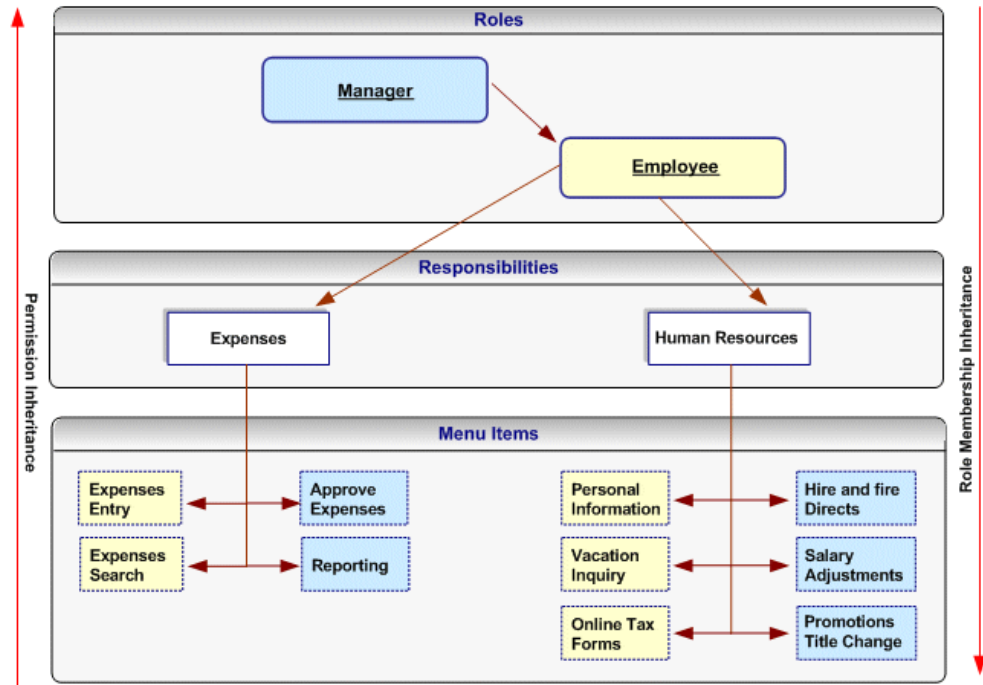 Roles
Manager
Employee
Responsibilities
Expenses
Human Resources
Menu Items
Expenses
Entry
Approve
Expenses
Expenses
Search
Reporting
Personal
Information
Hire and fire
Directs
Vacation
Inquiry
Salary
Adjustments
Online Tax
Forms
Promotions
Title Change
Permission Inheritance
Role Membership Inheritance